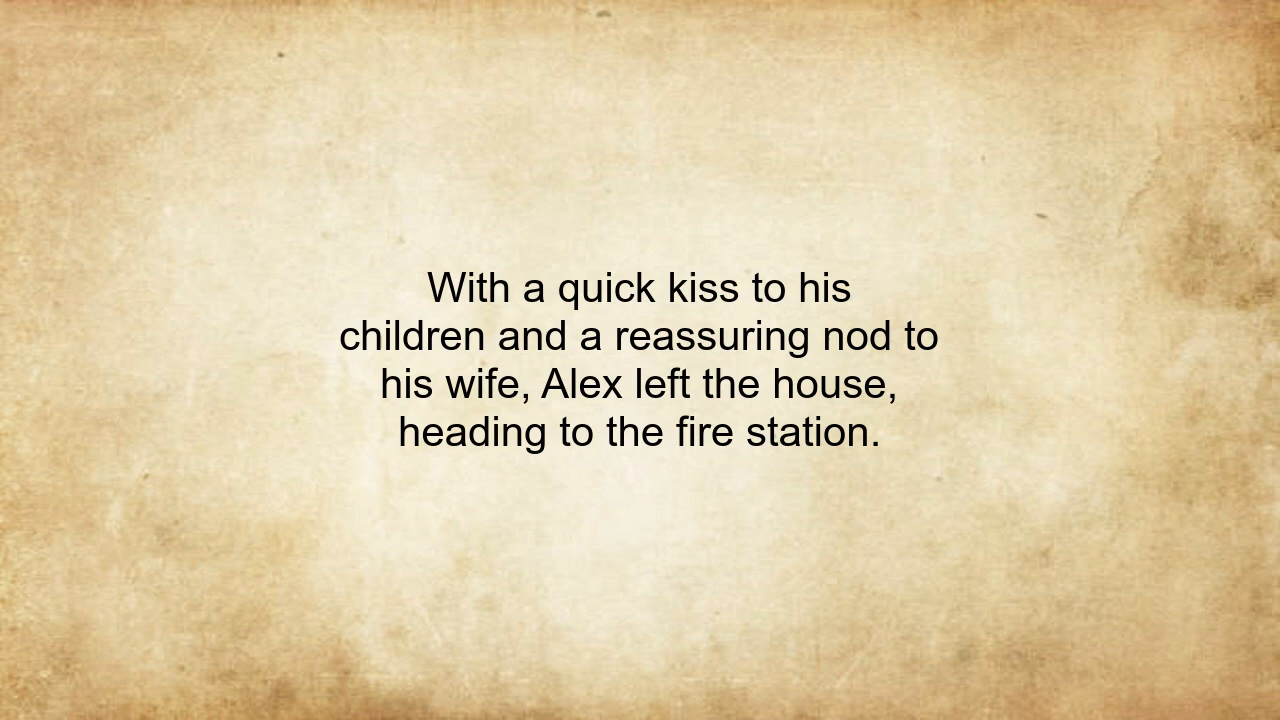 With a quick kiss to his
children and a reassuring nod to
his wife, Alex left the house,
heading to the fire station.